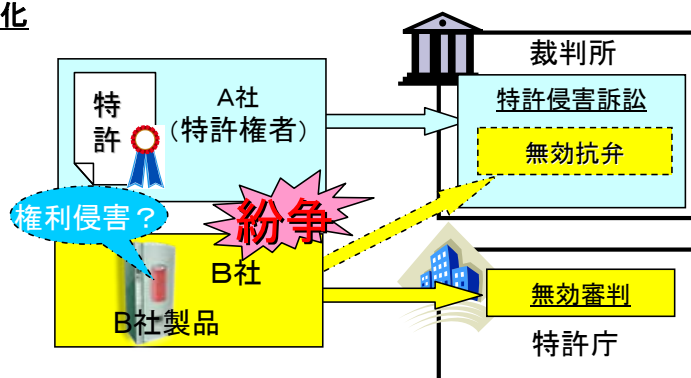 化
裁判所
特許
A社
（特許権者）
特許侵害訴訟
無効抗弁
権利侵害？
紛争
B社
B社製品
無効審判
特許庁